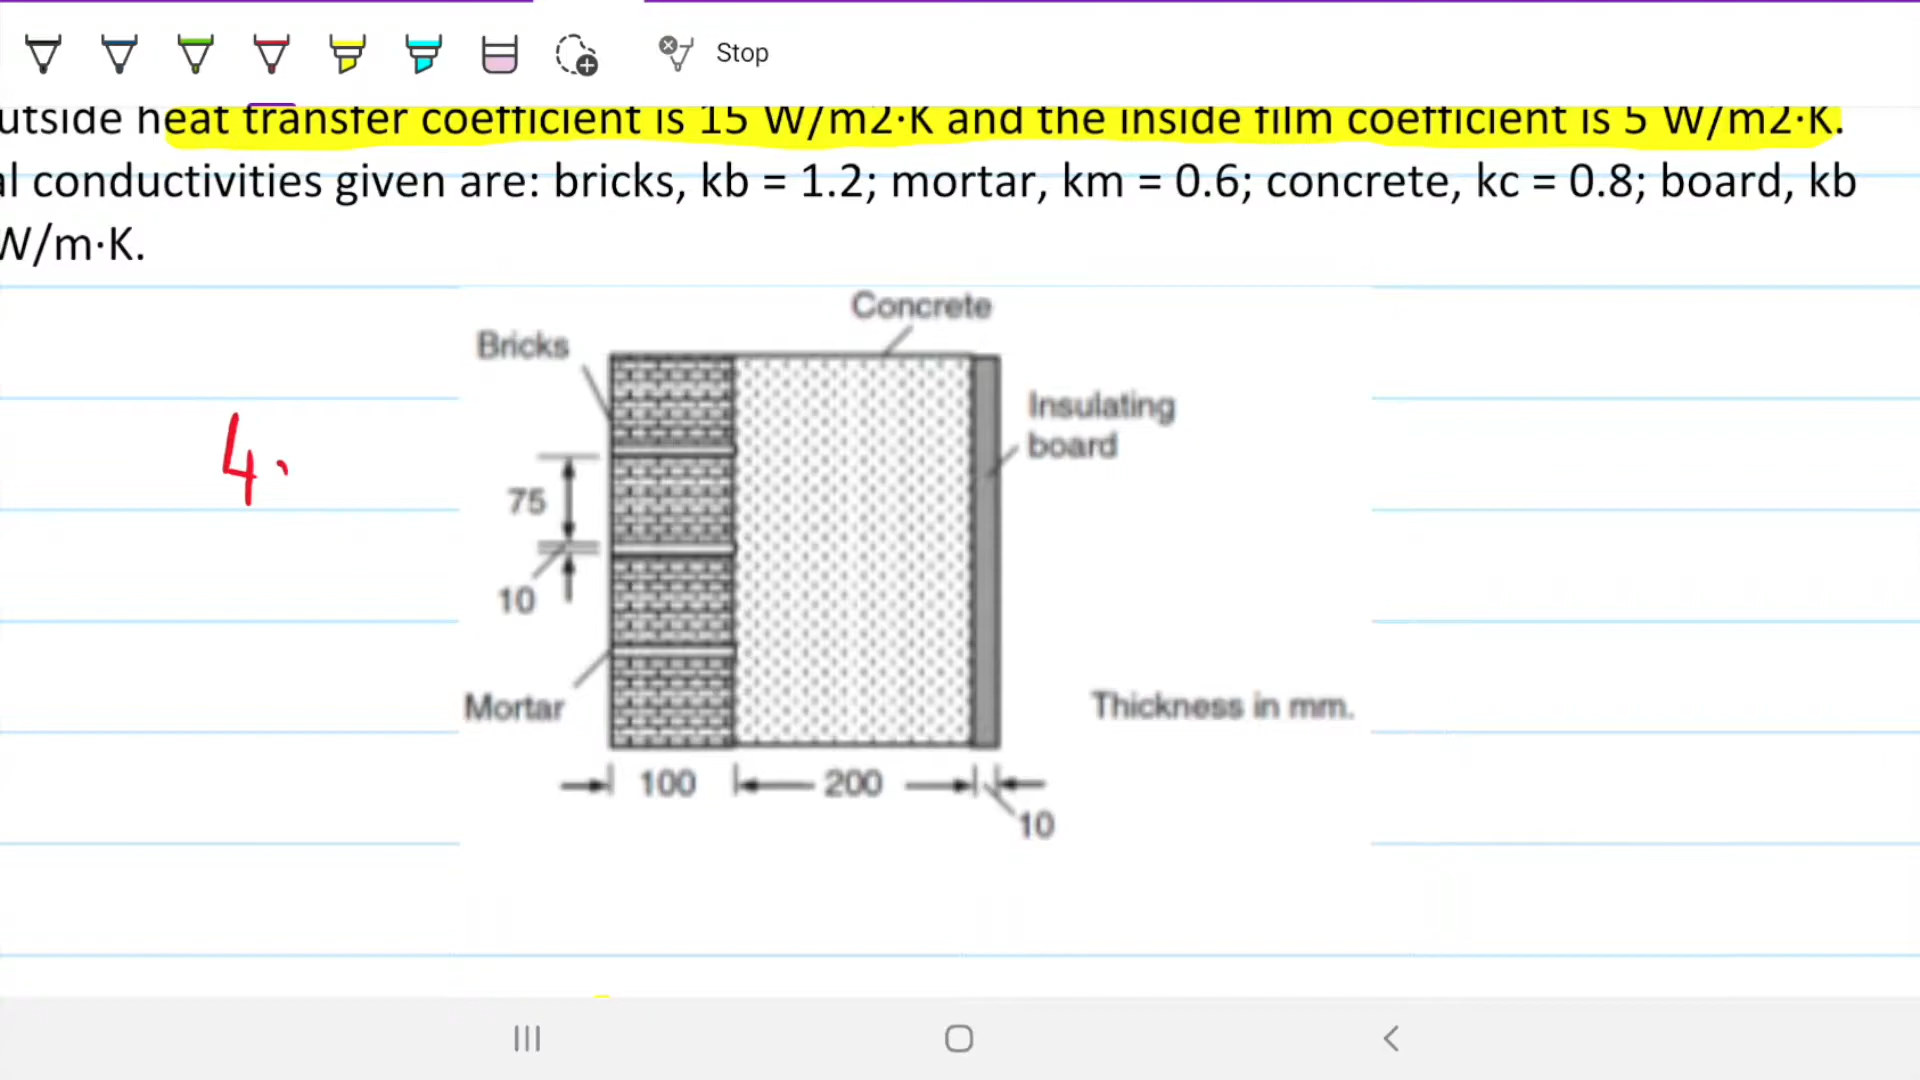 Stop
utside heat transfer coefficient is 15 W/m2·K and the inside film coefficient is 5 W/m2·K.
al conductivities given are: bricks, kb = 1.2; mortar, km = 0.6; concrete, kc = 0.8; board, kb
W/m·K.
Concrete
Bricks
Insulating
board
4.
75
10
Mortar
Thickness in mm.
100
200
10